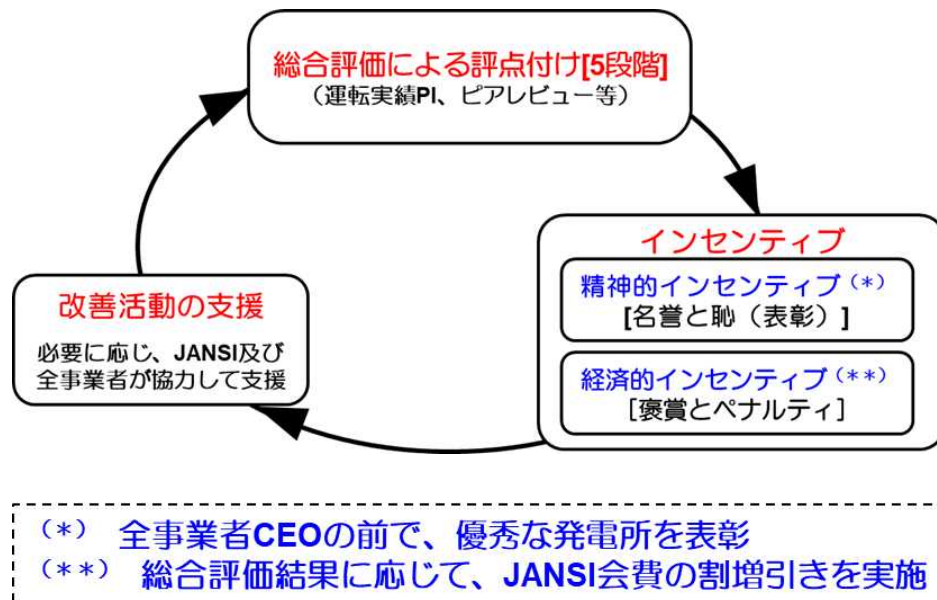 総合評価による評点付け[5段階]
（運転実績PI、ピアレビュー等）
インセンティブ
精神的インセンティブ（*）
[名誉と恥（表彰）]
経済的インセンティブ（**）
[褒賞とペナルティ]
改善活動の支援
必要に応じ、JANSI及び
全事業者が協力して支援
（*） 全事業者CEOの前で、優秀な発電所を表彰
（**） 総合評価結果に応じて、JANSI会費の割増引きを実施